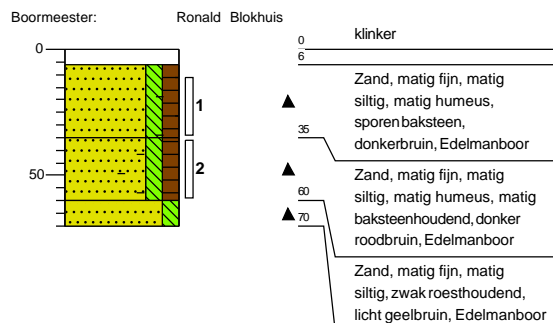 Boormeester: Ronald Blokhuis
0
50
1
2
0
klinker
6
Zand, matig fijn, matig
siltig, matig humeus,
sporen baksteen,
donkerbruin, Edelmanboor
35
Zand, matig fijn, matig
siltig, matig humeus, matig
baksteenhoudend, donker
roodbruin, Edelmanboor
60
70
Zand, matig fijn, matig
siltig, zwak roesthoudend,
licht geelbruin, Edelmanboor